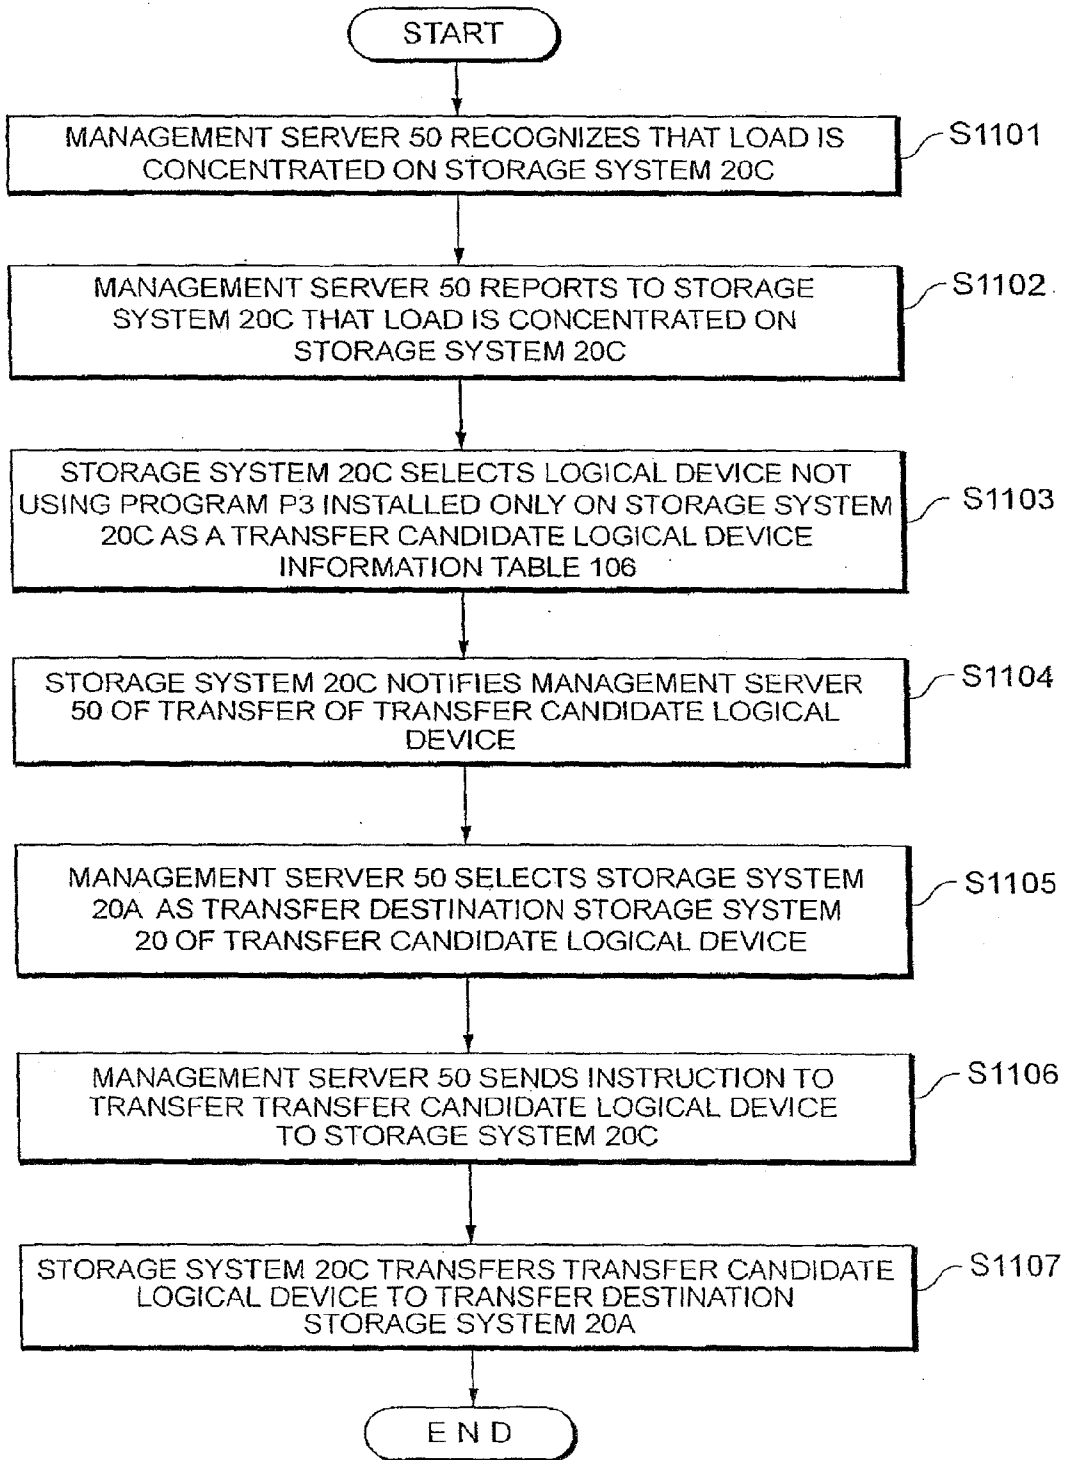 START
MANAGEMENT SERVER 50 RECOGNIZES THAT LOAD IS
CONCENTRATED ON STORAGE SYSTEM 20C
S1101
MANAGEMENT SERVER 50 REPORTS TO STORAGE
SYSTEM 20C THAT LOAD IS CONCENTRATED ON
STORAGE SYSTEM 20C
S1102
STORAGE SYSTEM 20C SELECTS LOGICAL DEVICE NOT
USING PROGRAM P3 INSTALLED ONLY ON STORAGE SYSTEM
20C AS A TRANSFER CANDIDATE LOGICAL DEVICE
INFORMATION TABLE 106
S1103
STORAGE SYSTEM 20C NOTIFIES MANAGEMENT SERVER
50 OF TRANSFER OF TRANSFER CANDIDATE LOGICAL
DEVICE
S1104
MANAGEMENT SERVER 50 SELECTS STORAGE SYSTEM
20A AS TRANSFER DESTINATION STORAGE SYSTEM
20 OF TRANSFER CANDIDATE LOGICAL DEVICE
S1105
MANAGEMENT SERVER 50 SENDS INSTRUCTION TO
TRANSFER TRANSFER CANDIDATE LOGICAL DEVICE
TO STORAGE SYSTEM 20C
S1106
STORAGE SYSTEM 20C TRANSFERS TRANSFER CANDIDATE
LOGICAL DEVICE TO TRANSFER DESTINATION
STORAGE SYSTEM 20A
S1107
END